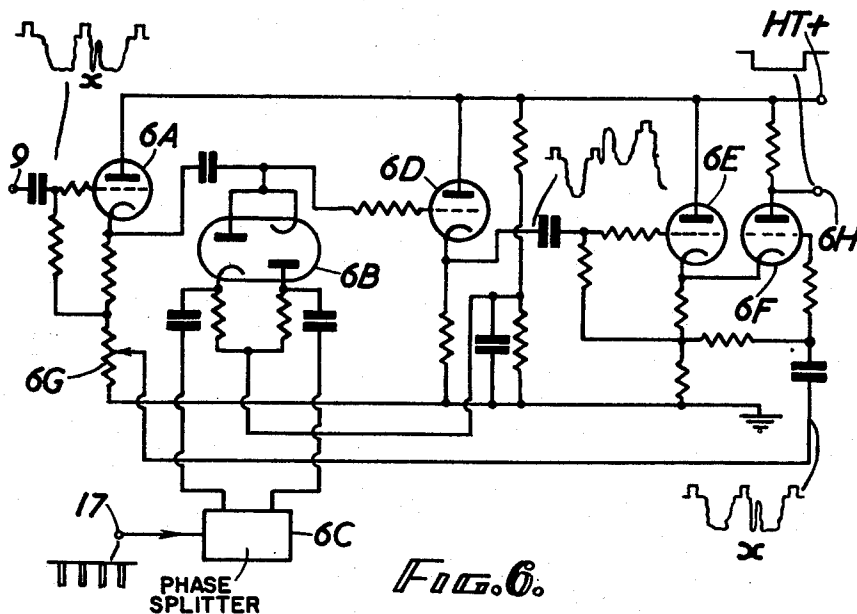 HT+
x
6A
9
6D
6E
6H
6B
6F
6G
17
6C
x
PHASE
SPLITTER
FIG.6.